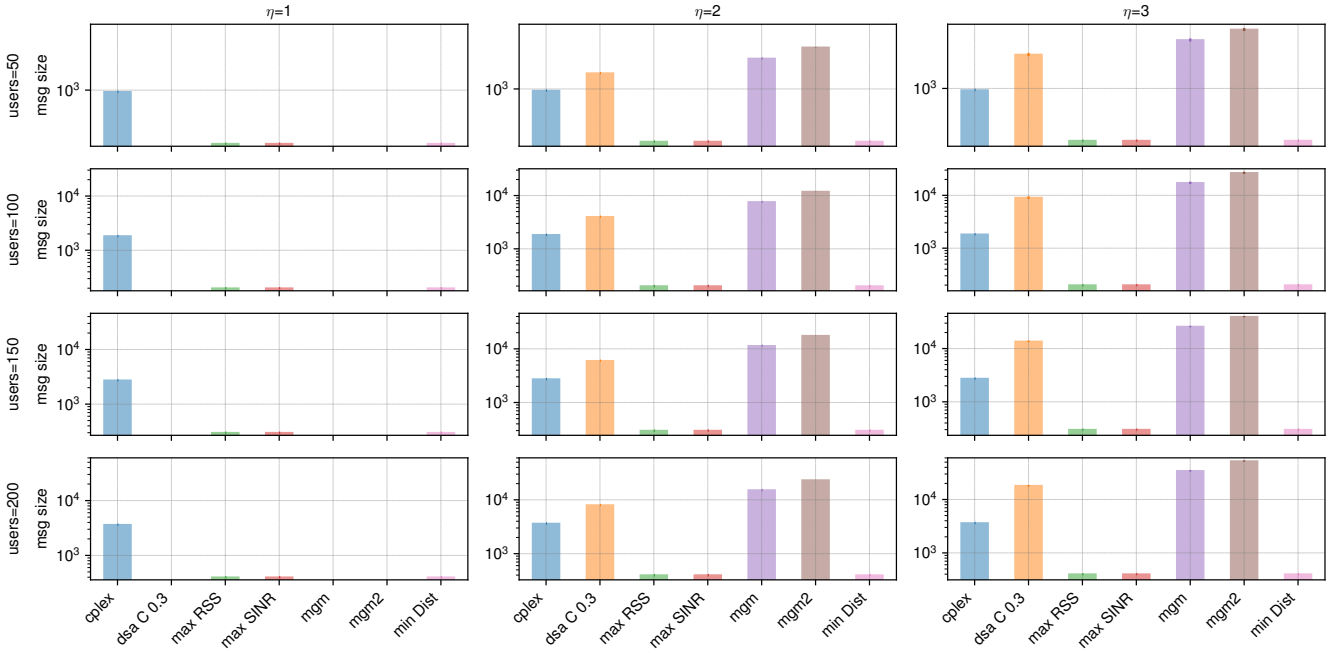 η=1 η=2 η=3
users=50
msg size
10³ 10³ 10³
users=100
msg size
10⁴ 10⁴ 10⁴
10³ 10³ 10³
users=150
msg size
10⁴ 10⁴ 10⁴
10³ 10³ 10³
users=200
msg size
10⁴ 10⁴ 10⁴
10³ 10³ 10³
cplex dsa C 0.3 max RSS max SINR mgm mgm2 min Dist cplex dsa C 0.3 max RSS max SINR mgm mgm2 min Dist cplex dsa C 0.3 max RSS max SINR mgm mgm2 min Dist